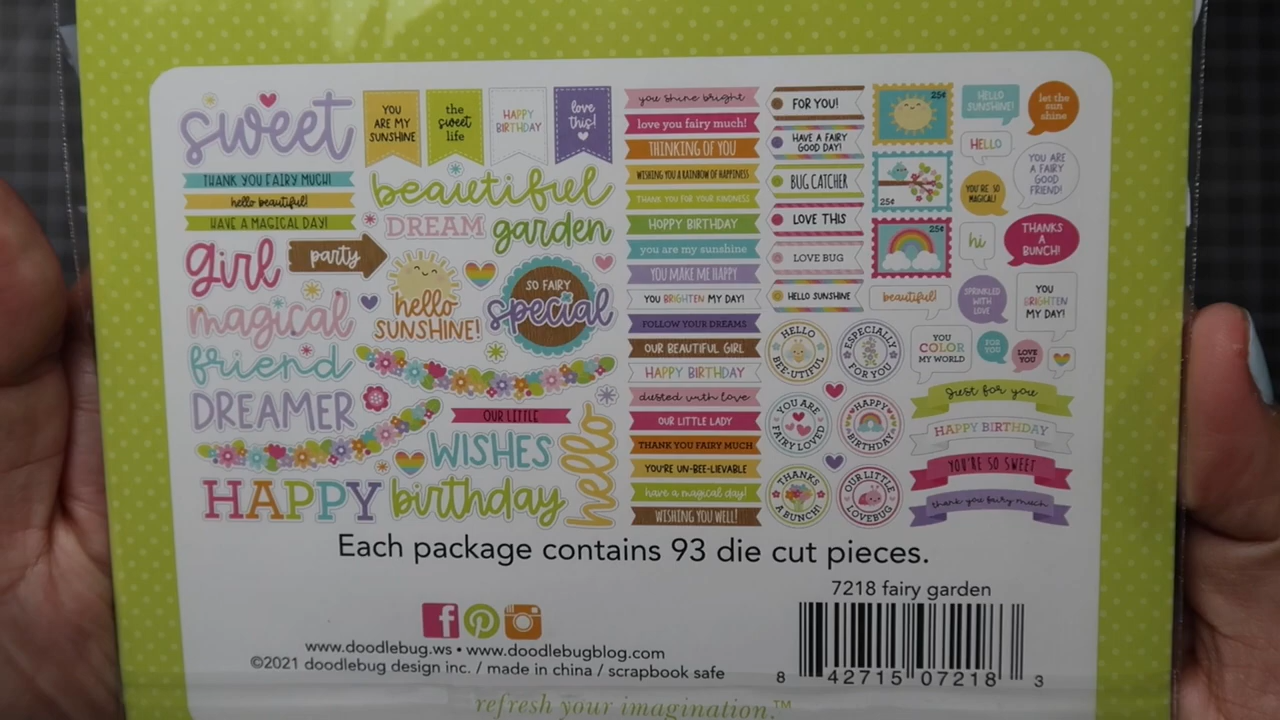 sweet
YOU ARE MY SUNSHINE
the sweet life
HAPPY BIRTHDAY
love this!
THANK YOU FAIRY MUCH!
hello beautiful!
HAVE A MAGICAL DAY!
beautiful
DREAM garden
girl
party
hello SUNSHINE!
SO FAIRY special
magical
friend
DREAMER
OUR LITTLE
WISHES
hello
HAPPY birthday
you shine bright
love you fairy much!
THINKING OF YOU
WISHING YOU A RAINBOW OF HAPPINESS
THANK YOU FOR YOUR KINDNESS
HOPPY BIRTHDAY
you are my sunshine
YOU MAKE ME HAPPY
YOU BRIGHTEN MY DAY!
FOLLOW YOUR DREAMS
OUR BEAUTIFUL GIRL
HAPPY BIRTHDAY
dusted with love
OUR LITTLE LADY
THANK YOU FAIRY MUCH
YOU'RE UN-BEE-LIEVABLE
have a magical day!
WISHING YOU WELL!
FOR YOU!
HAVE A FAIRY GOOD DAY!
BUG CATCHER
LOVE THIS
LOVE BUG
HELLO SUNSHINE
25¢
25¢
25¢
HELLO SUNSHINE!
let the sun shine
HELLO
YOU ARE A FAIRY GOOD FRIEND!
YOU'RE SO MAGICAL!
hi
THANKS A BUNCH!
beautiful!
SPRINKLED WITH LOVE
YOU BRIGHTEN MY DAY!
YOU COLOR MY WORLD
FOR YOU
LOVE YOU
HELLO BEE-UTIFUL
ESPECIALLY FOR YOU
YOU ARE FAIRY LOVED
HAPPY BIRTHDAY
THANKS A BUNCH!
OUR LITTLE LOVEBUG
Just for you
HAPPY BIRTHDAY
YOU'RE SO SWEET
thank you fairy much
Each package contains 93 die cut pieces.
7218 fairy garden
www.doodlebug.ws • www.doodlebugblog.com
©2021 doodlebug design inc. / made in china / scrapbook safe
8 42715 07218 3
refresh your imagination.™